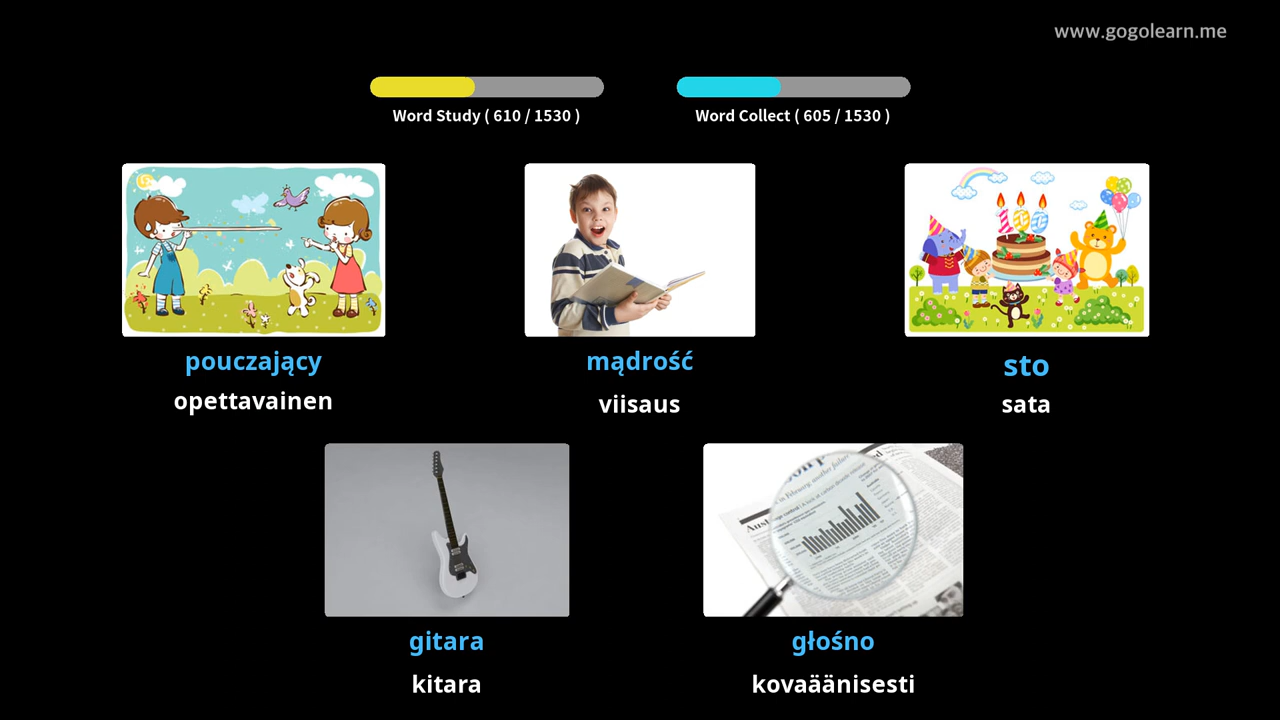 www.gogolearn.me
Word Study ( 610 / 1530 )
Word Collect ( 605 / 1530 )
100
pouczający
mądrość
sto
opettavainen
viisaus
sata
gitara
głośno
kitara
kovaäänisesti